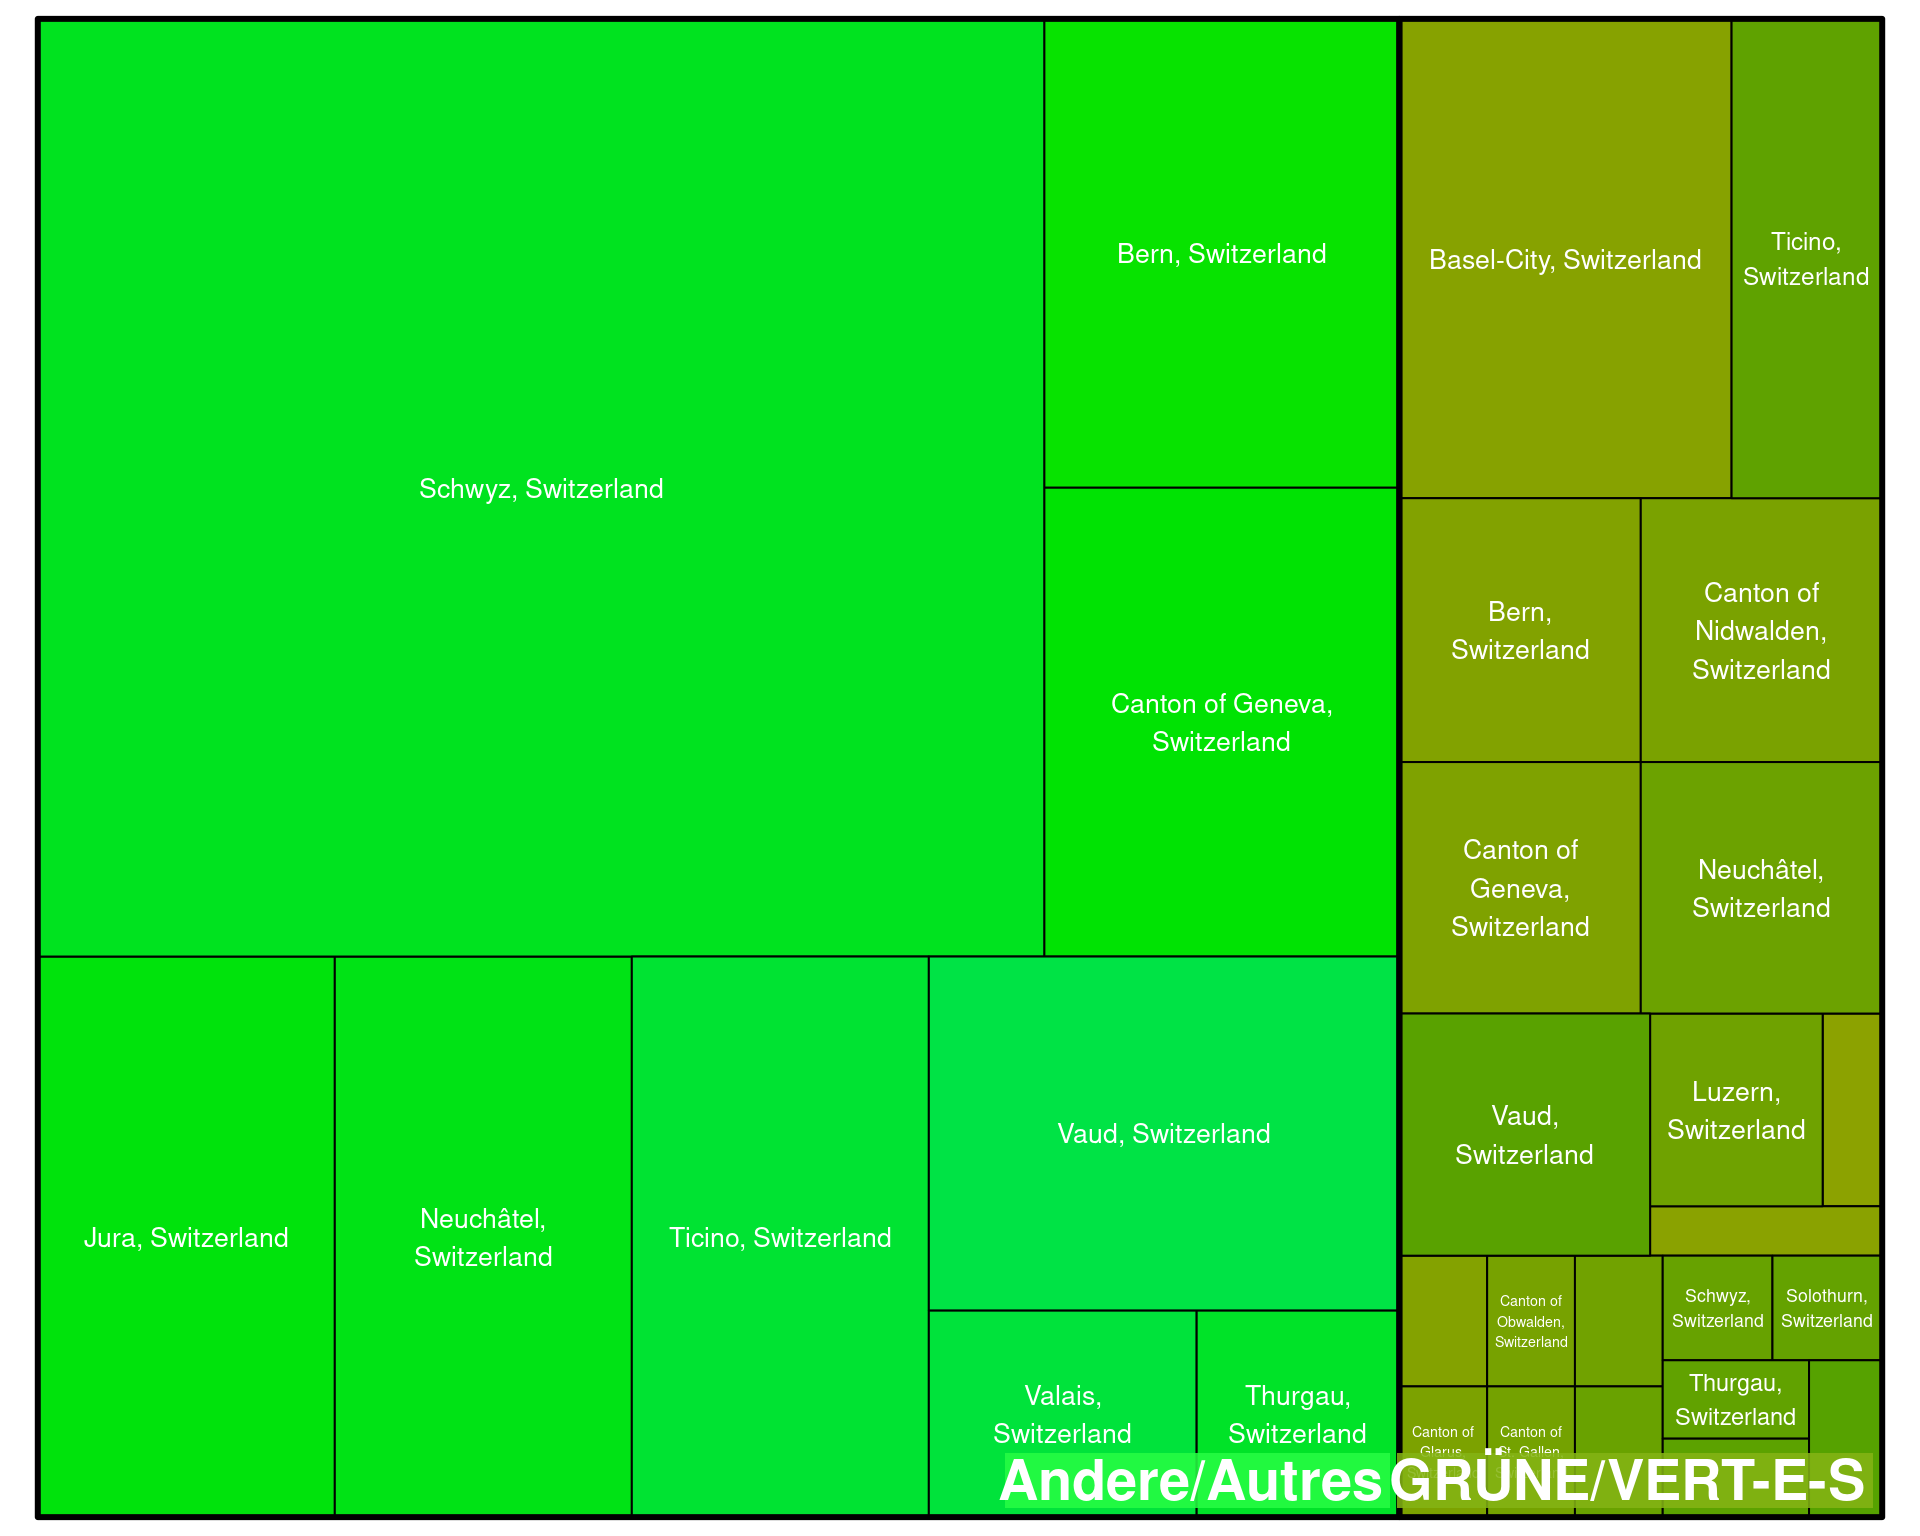 Schwyz, Switzerland
Bern, Switzerland
Canton of Geneva,
Switzerland
Jura, Switzerland
Neuchâtel,
Switzerland
Ticino, Switzerland
Vaud, Switzerland
Valais,
Switzerland
Thurgau,
Switzerland
Andere/Autres
Basel-City, Switzerland
Ticino,
Switzerland
Bern,
Switzerland
Canton of
Nidwalden,
Switzerland
Canton of
Geneva,
Switzerland
Neuchâtel,
Switzerland
Vaud,
Switzerland
Luzern,
Switzerland
Canton of
Obwalden,
Switzerland
Schwyz,
Switzerland
Solothurn,
Switzerland
Thurgau,
Switzerland
Canton of
Glarus,
Canton of
St. Gallen,
GRÜNE/VERT-E-S